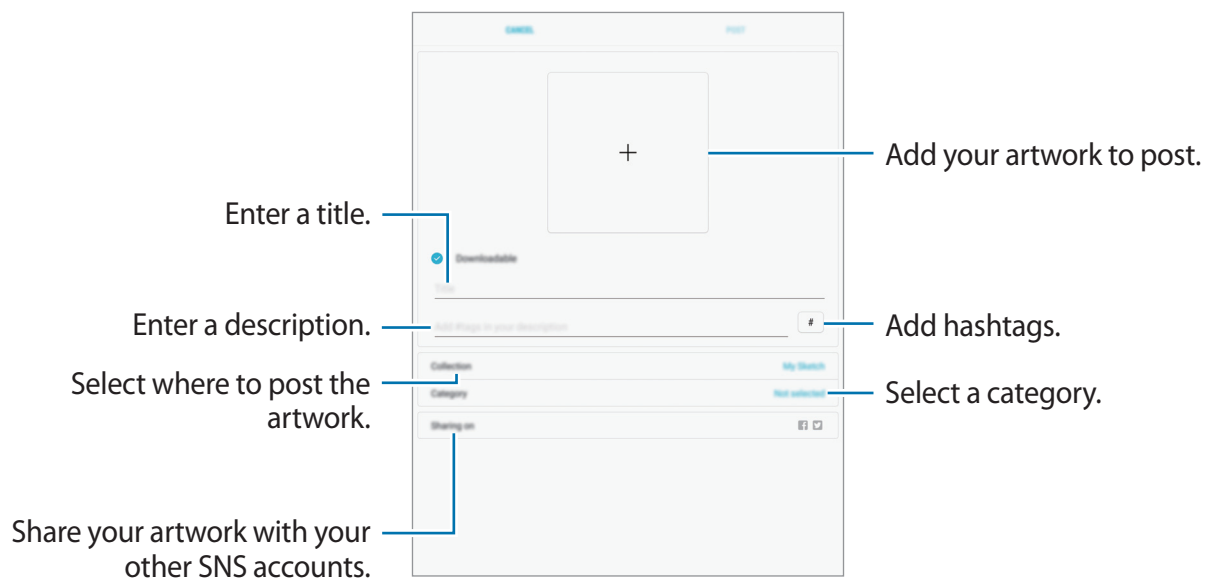 CANCEL
POST
+
Add your artwork to post.
Enter a title.
Downloadable
Title
Enter a description.
Add #tags in your description
#
Add hashtags.
Collection
My Sketch
Select where to post the
artwork.
Category
Not selected
Select a category.
Sharing on
Share your artwork with your
other SNS accounts.